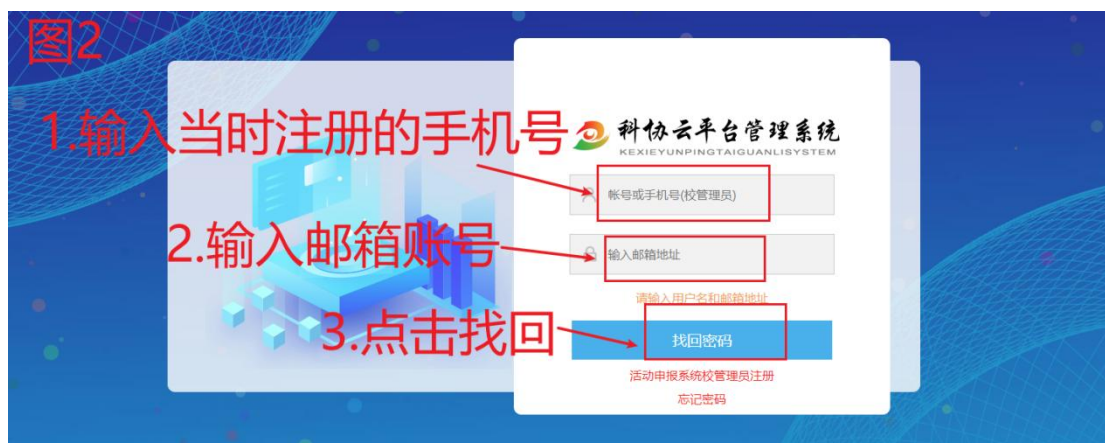 图2
1.输入当时注册的手机号
科协云平台管理系统
KEXIEYUNPINGTAIGUANLISYSTEM
帐号或手机号(校管理员)
2.输入邮箱账号
输入邮箱地址
请输入用户名和邮箱地址
3.点击找回
找回密码
活动申报系统校管理员注册
忘记密码